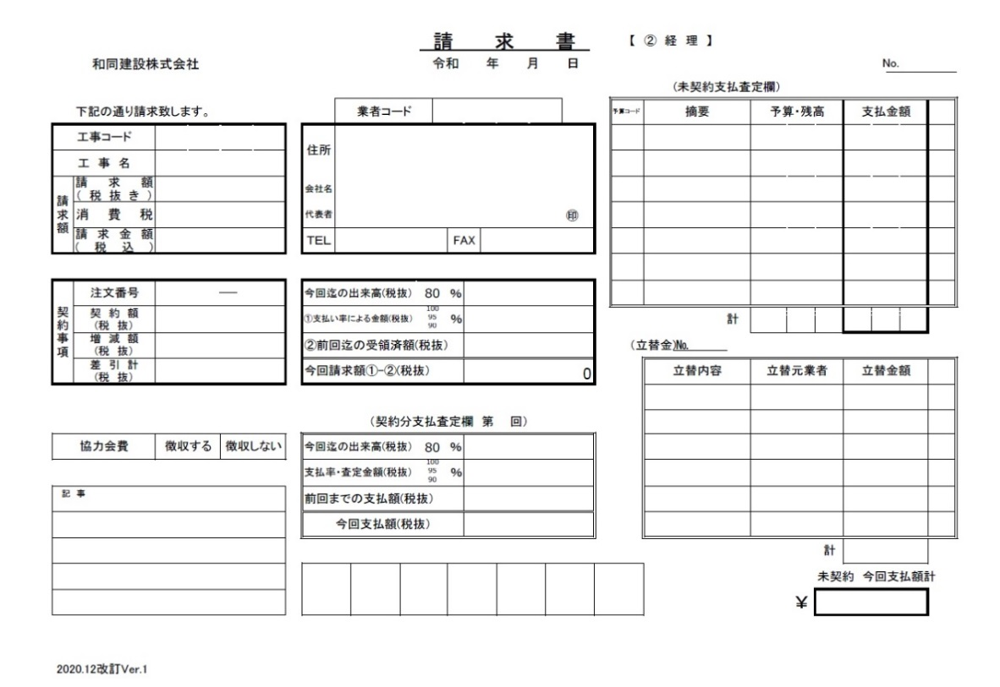 請 求 書
【 ② 経 理 】
和同建設株式会社
令和 年 月 日
No.
下記の通り請求致します。
工事コード
工 事 名
請求額
請 求 額
( 税 抜 き )
消 費 税
請 求 金 額
( 税 込 )
業者コード
住所
会社名
代表者 ㊞
TEL
FAX
(未契約支払査定欄)
予算コード 摘要 予算・残高 支払金額
計
契約事項
注文番号 ―
契 約 額
(税 抜)
増 減 額
(税 抜)
差 引 計
(税 抜)
今回迄の出来高(税抜) 80 %
①支払い率による金額(税抜) 100 95 90 %
②前回迄の受領済額(税抜)
今回請求額①-②(税抜) 0
(立替金)№
立替内容 立替元業者 立替金額
計
協力会費 徴収する 徴収しない
(契約分支払査定欄 第 回)
今回迄の出来高(税抜) 80 %
支払率・査定金額(税抜) 100 95 90 %
前回までの支払額(税抜)
今回支払額(税抜)
記 事
未契約 今回支払額計
¥
2020.12改訂Ver.1